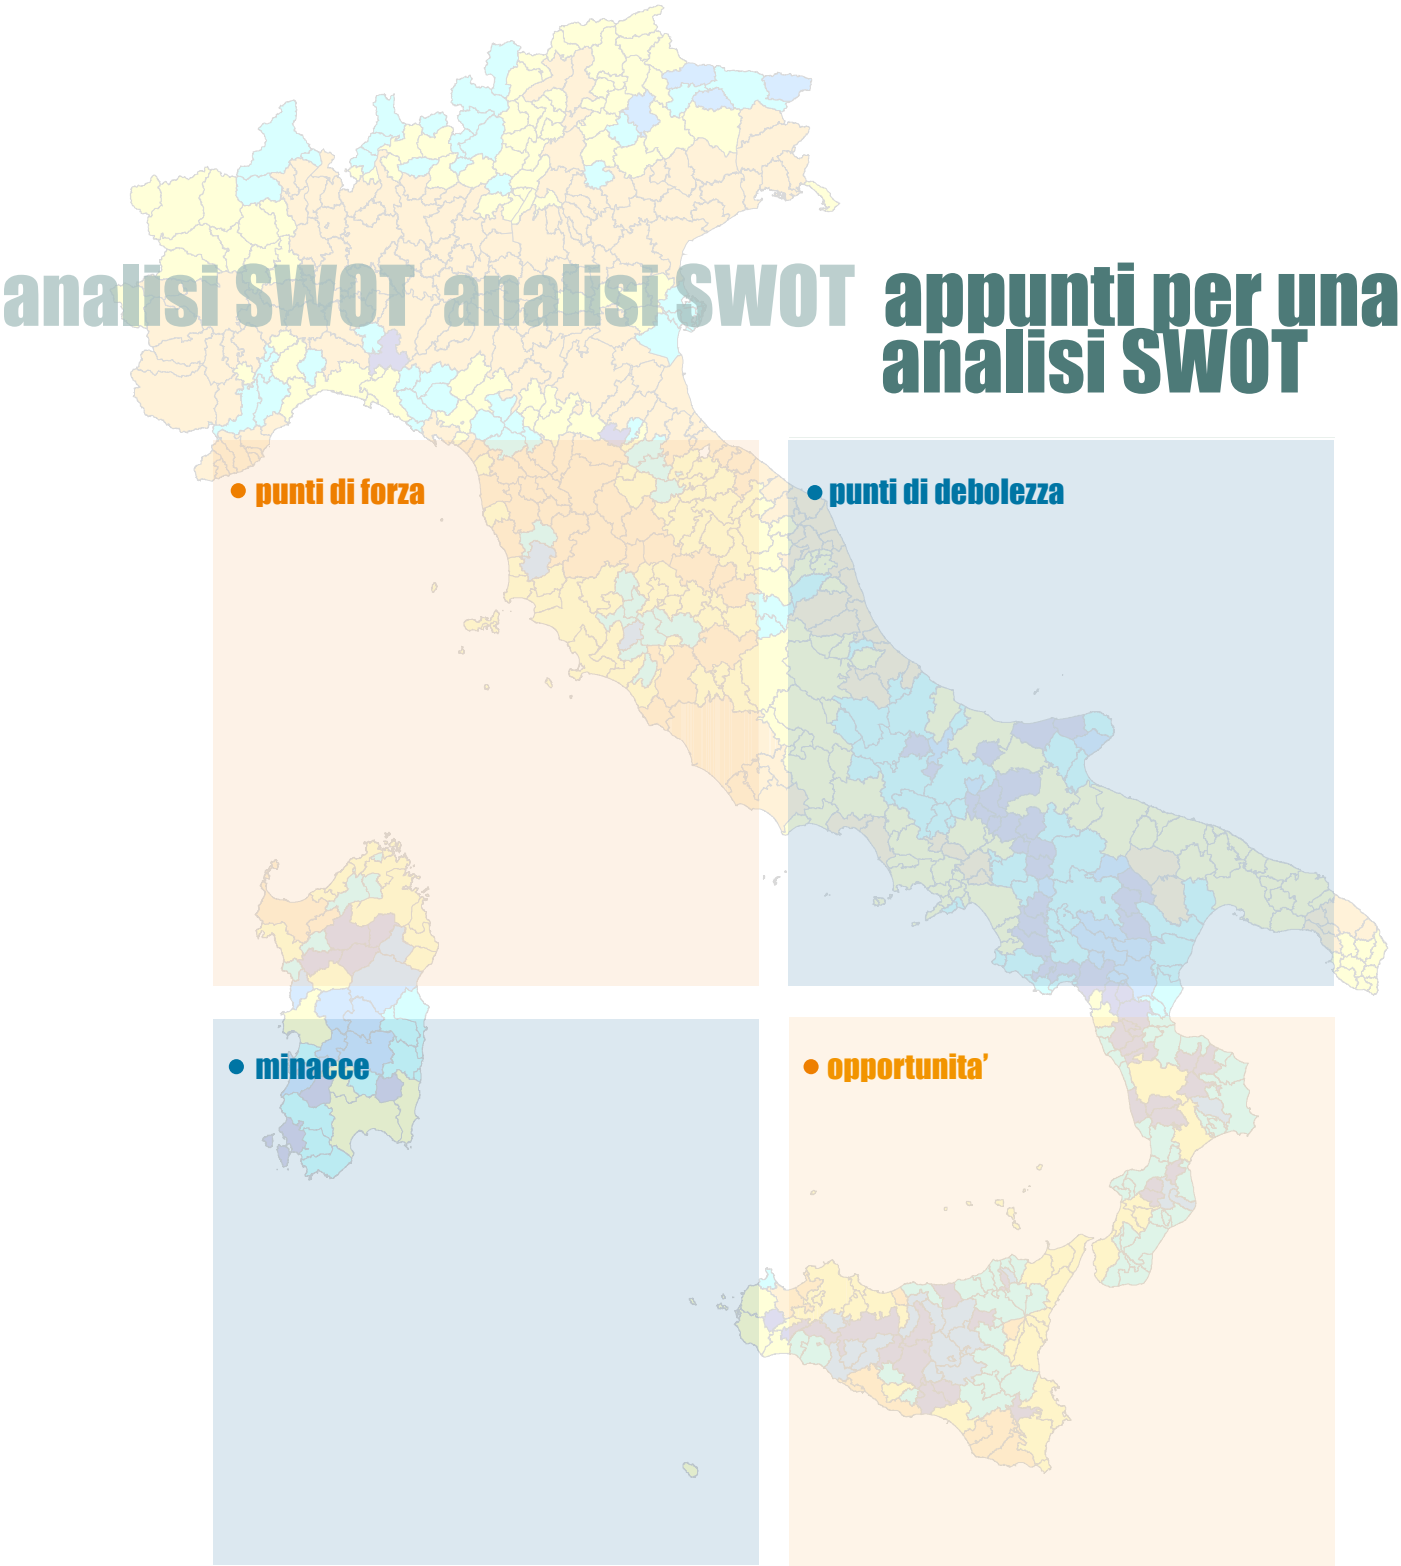 analisi SWOT analisi SWOT appunti per una
analisi SWOT
• punti di forza
• punti di debolezza
• minacce
• opportunita’